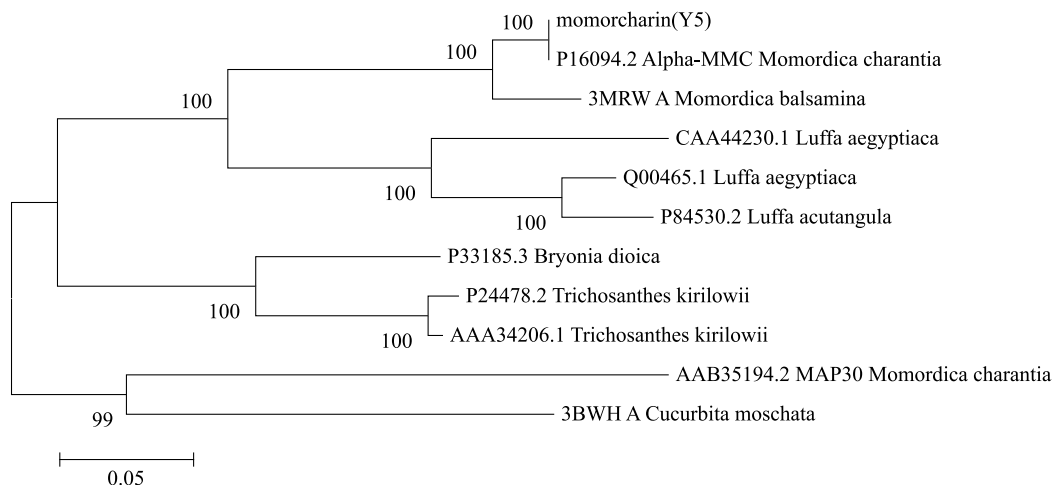 100
momorcharin(Y5)
100
P16094.2 Alpha-MMC Momordica charantia
100
3MRW A Momordica balsamina
CAA44230.1 Luffa aegyptiaca
100
Q00465.1 Luffa aegyptiaca
100
P84530.2 Luffa acutangula
P33185.3 Bryonia dioica
100
P24478.2 Trichosanthes kirilowii
100
AAA34206.1 Trichosanthes kirilowii
AAB35194.2 MAP30 Momordica charantia
99
3BWH A Cucurbita moschata
0.05